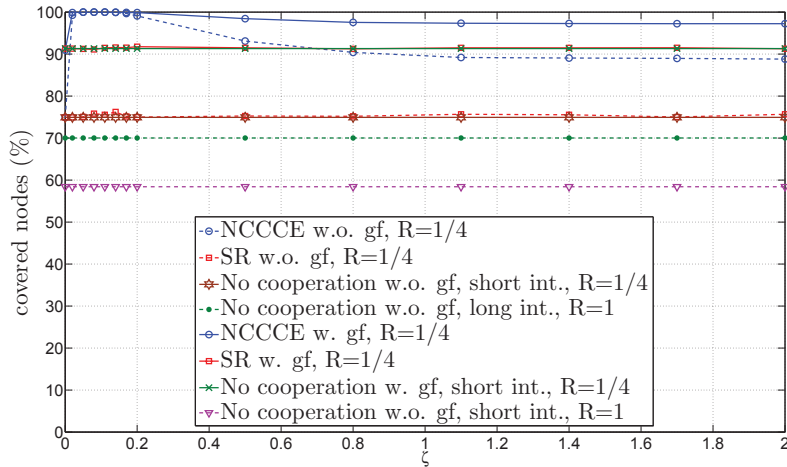 100
90
80
70
60
50
40
30
20
10
0
covered nodes (%)
NCCCE w.o. gf, R=1/4
SR w.o. gf, R=1/4
No cooperation w.o. gf, short int., R=1/4
No cooperation w.o. gf, long int., R=1
NCCCE w. gf, R=1/4
SR w. gf, R=1/4
No cooperation w. gf, short int., R=1/4
No cooperation w.o. gf, short int., R=1
0 0.2 0.4 0.6 0.8 1 1.2 1.4 1.6 1.8 2
ζ